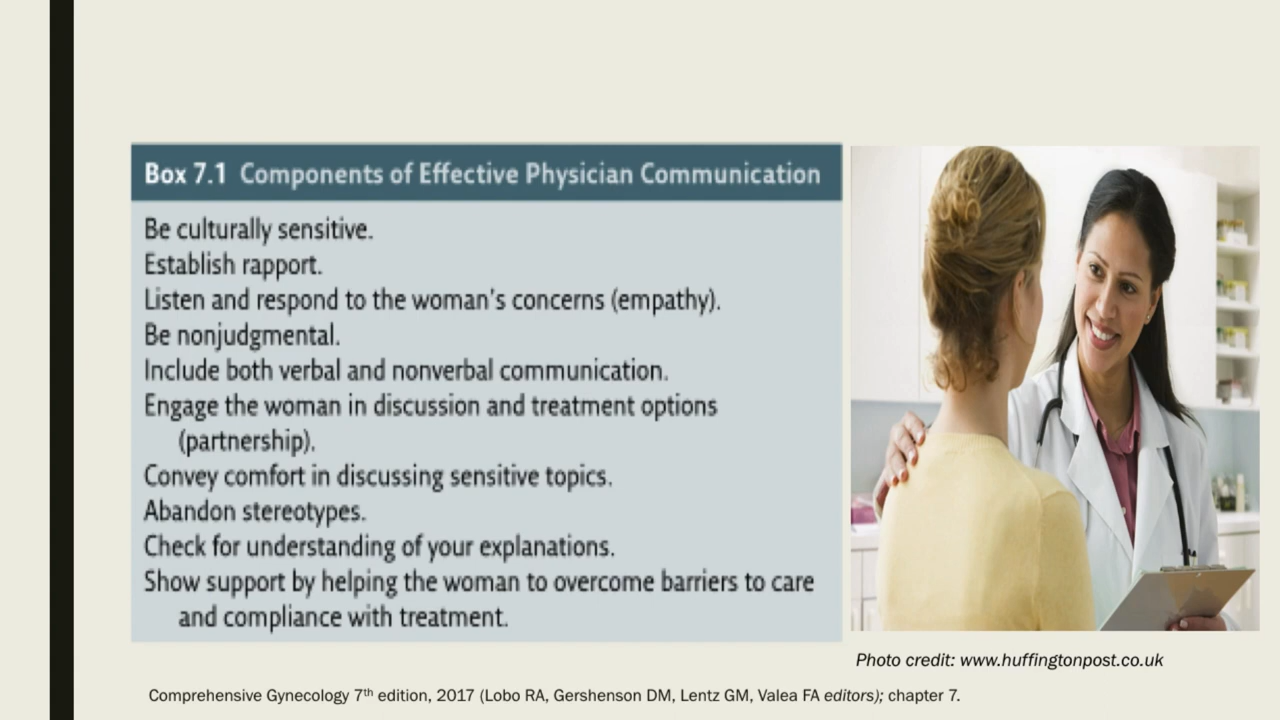 Box 7.1 Components of Effective Physician Communication
Be culturally sensitive.
Establish rapport.
Listen and respond to the woman's concerns (empathy).
Be nonjudgmental.
Include both verbal and nonverbal communication.
Engage the woman in discussion and treatment options
(partnership).
Convey comfort in discussing sensitive topics.
Abandon stereotypes.
Check for understanding of your explanations.
Show support by helping the woman to overcome barriers to care
and compliance with treatment.
Photo credit: www.huffingtonpost.co.uk
Comprehensive Gynecology 7th edition, 2017 (Lobo RA, Gershenson DM, Lentz GM, Valea FA editors); chapter 7.